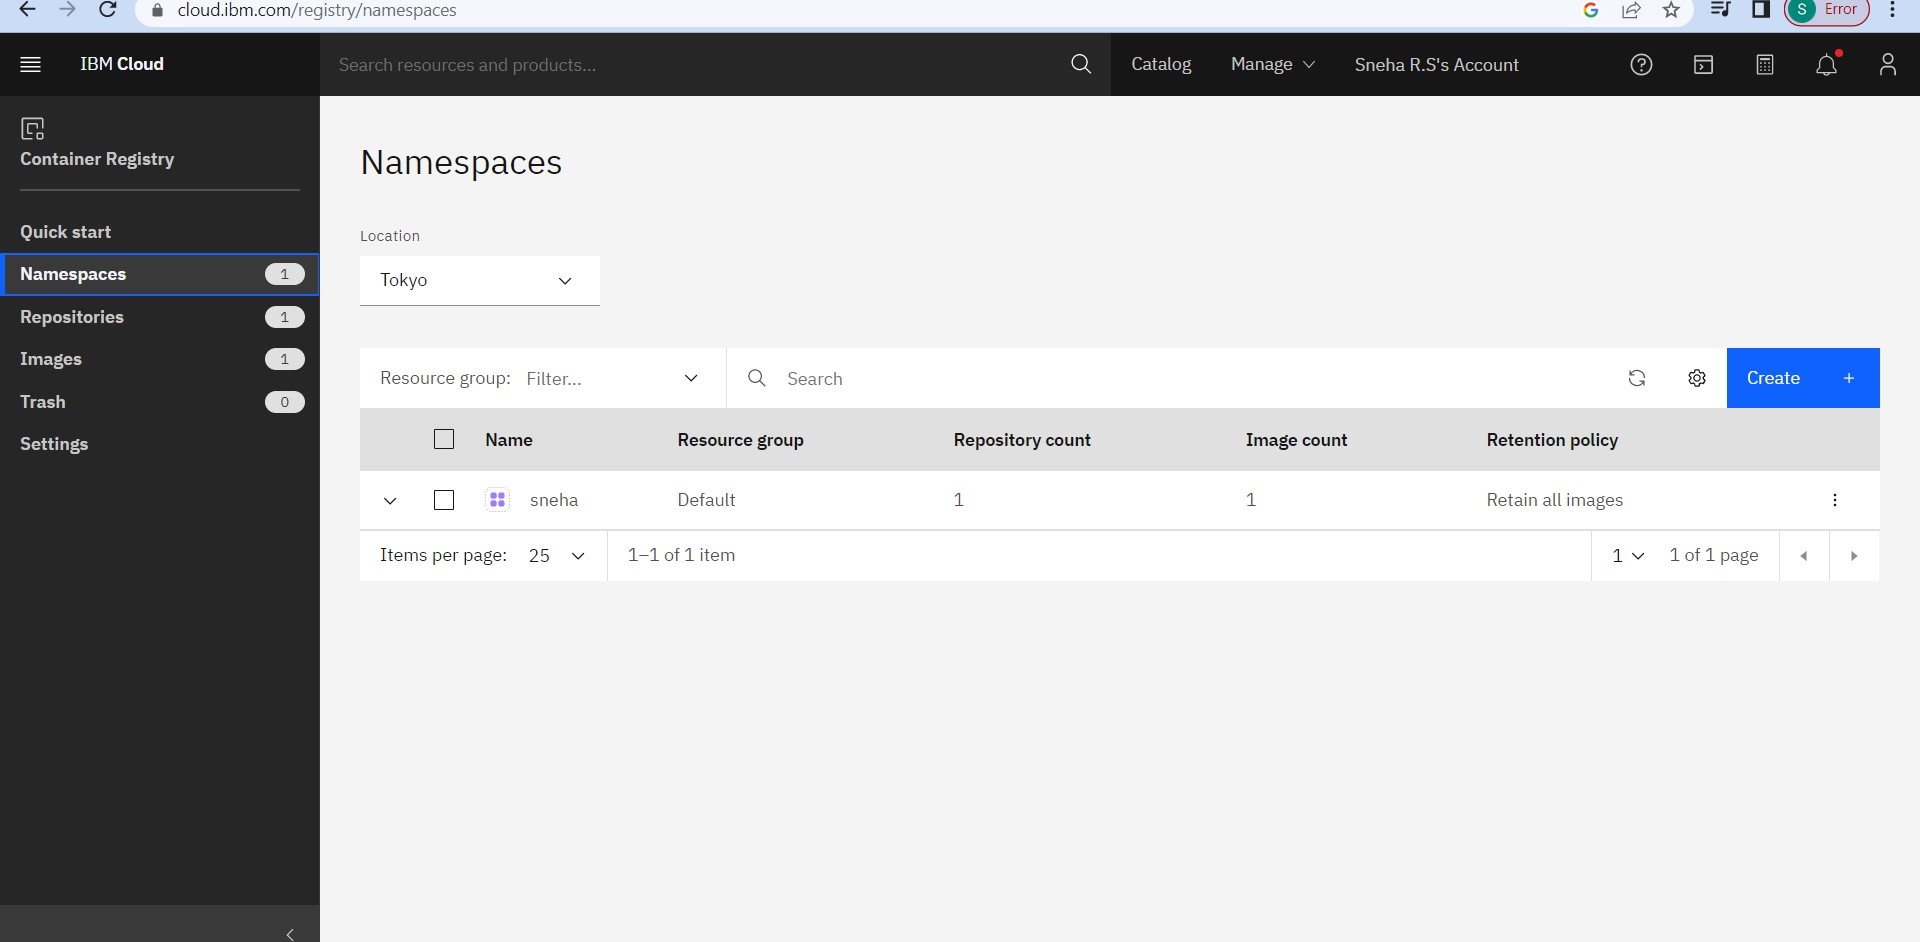 cloud.ibm.com/registry/namespaces
S Error
IBM Cloud
Search resources and products...
Catalog
Manage
Sneha R.S's Account
Container Registry
Quick start
Namespaces 1
Repositories 1
Images 1
Trash 0
Settings
Namespaces
Location
Tokyo
Resource group: Filter...
Search
Create +
Name Resource group Repository count Image count Retention policy
sneha Default 1 1 Retain all images
Items per page: 25 1–1 of 1 item 1 1 of 1 page